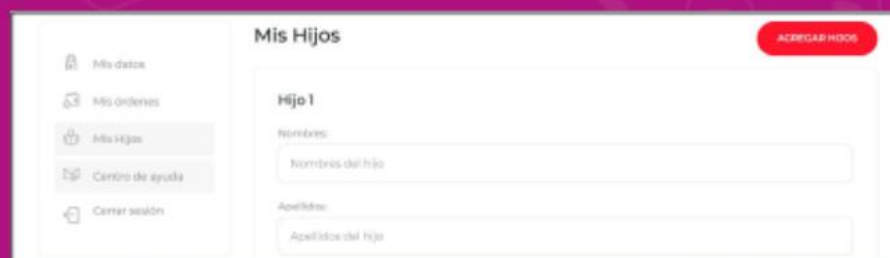 Mis Hijos
AGREGAR HIJOS
Mis datos
Mis órdenes
Mis Hijos
Centro de ayuda
Cerrar sesión
Hijo 1
Nombres:
Nombres del hijo
Apellidos:
Apellidos del hijo